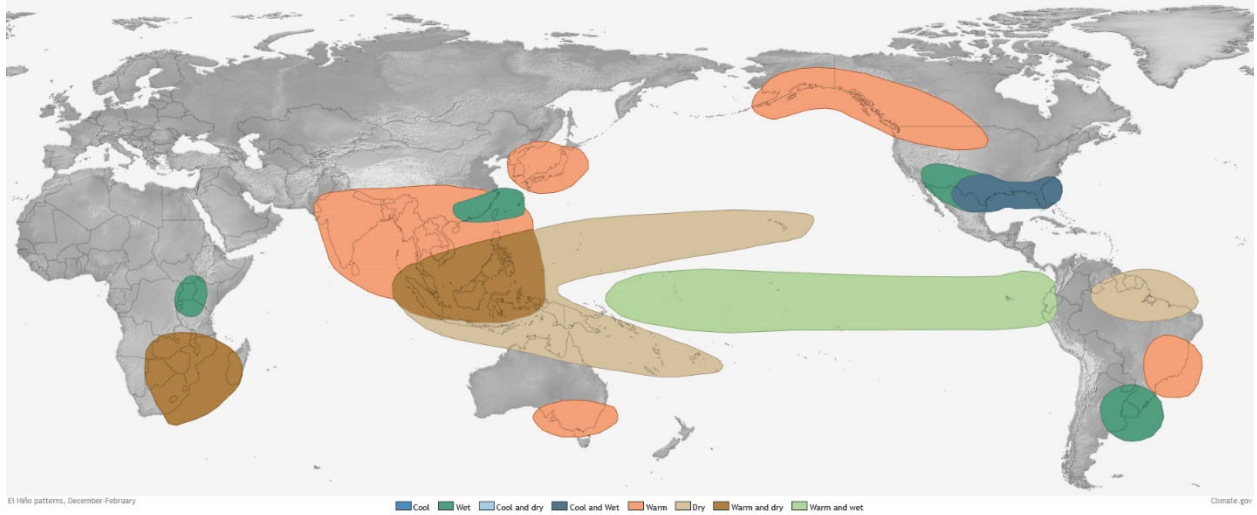 El Niño patterns, December-February
Cool Wet Cool and dry Cool and Wet Warm Dry Warm and dry Warm and wet
Climate.gov